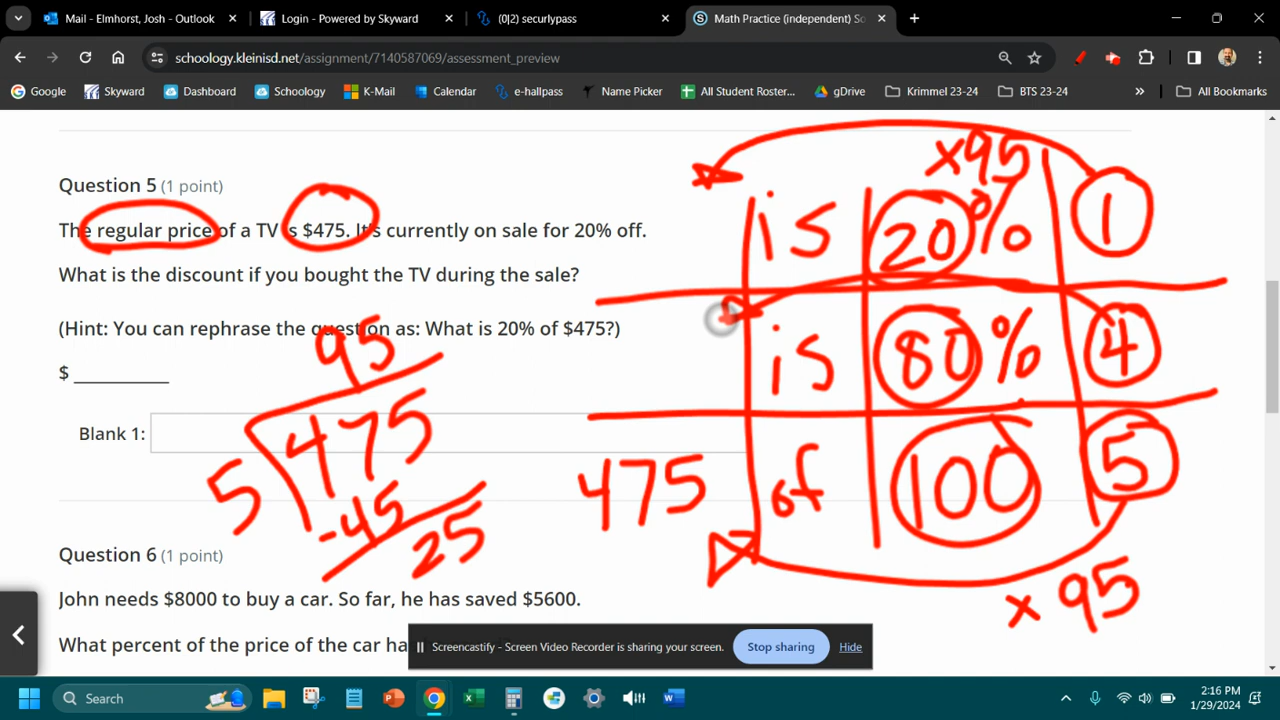 Mail - Elmhorst, Josh - Outlook
Login - Powered by Skyward
(0|2) securlypass
Math Practice (independent) So
schoology.kleinisd.net/assignment/7140587069/assessment_preview
Google Skyward Dashboard Schoology K-Mail Calendar e-hallpass Name Picker All Student Roster... gDrive Krimmel 23-24 BTS 23-24 » All Bookmarks
Question 5 (1 point)
The regular price of a TV is $475. It's currently on sale for 20% off.
What is the discount if you bought the TV during the sale?
(Hint: You can rephrase the question as: What is 20% of $475?)
$
Blank 1:
95
5 475
-45
25
x95
is 20% 1
is 80% 4
475 of 100 5
x 95
Question 6 (1 point)
John needs $8000 to buy a car. So far, he has saved $5600.
What percent of the price of the car ha
Screencastify - Screen Video Recorder is sharing your screen.
Stop sharing
Hide
Search
2:16 PM
1/29/2024